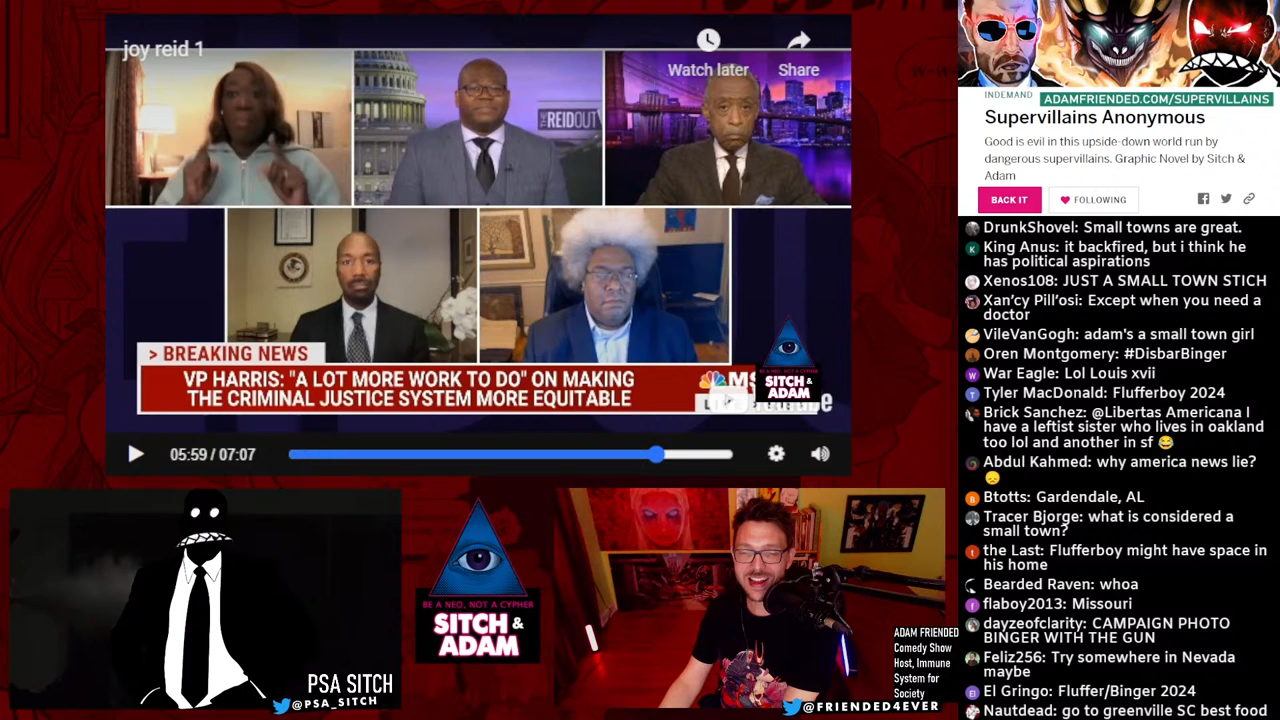 joy reid 1
Watch later
Share
THE REIDOUT
> BREAKING NEWS
VP HARRIS: "A LOT MORE WORK TO DO" ON MAKING
THE CRIMINAL JUSTICE SYSTEM MORE EQUITABLE
SITCH
& ADAM
05:59 / 07:07
PSA SITCH
@PSA_SITCH
BE A NEO, NOT A CYPHER
SITCH &
ADAM
ADAM FRIENDED
Comedy Show
Host, Immune
System for
Society
@FRIENDED4EVER
INDEMAND
ADAMFRIENDED.COM/SUPERVILLAINS
Supervillains Anonymous
Good is evil in this upside-down world run by
dangerous supervillains. Graphic Novel by Sitch &
Adam
BACK IT
FOLLOWING
DrunkShovel: Small towns are great.
King Anus: it backfired, but i think he
has political aspirations
Xenos108: JUST A SMALL TOWN STICH
Xan'cy Pill'osi: Except when you need a
doctor
VileVanGogh: adam's a small town girl
Oren Montgomery: #DisbarBinger
War Eagle: Lol Louis xvii
Tyler MacDonald: Flufferboy 2024
Brick Sanchez: @Libertas Americana I
have a leftist sister who lives in oakland
too lol and another in sf 😂
Abdul Kahmed: why america news lie?
😞
Btotts: Gardendale, AL
Tracer Bjorge: what is considered a
small town?
the Last: Flufferboy might have space in
his home
Bearded Raven: whoa
flaboy2013: Missouri
dayzeofclarity: CAMPAIGN PHOTO
BINGER WITH THE GUN
Feliz256: Try somewhere in Nevada
maybe
El Gringo: Fluffer/Binger 2024
Nautdead: go to greenville SC best food